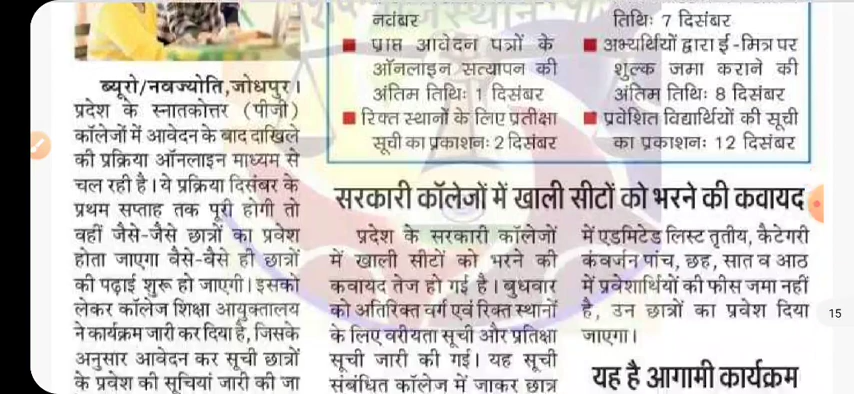 ब्यूरो/नवज्योति,जोधपुर।
प्रदेश के स्नातकोत्तर (पीजी)
कॉलेजों में आवेदन के बाद दाखिले
की प्रक्रिया ऑनलाइन माध्यम से
चल रही है। ये प्रक्रिया दिसंबर के
प्रथम सप्ताह तक पूरी होगी तो
वहीं जैसे-जैसे छात्रों का प्रवेश
होता जाएगा वैसे-वैसे ही छात्रों
की पढ़ाई शुरू हो जाएगी। इसको
लेकर कॉलेज शिक्षा आयुक्तालय
ने कार्यक्रम जारी कर दिया है, जिसके
अनुसार आवेदन कर सूची छात्रों
के प्रवेश की सूचियां जारी की जा
नवंबर
प्राप्त आवेदन पत्रों के
ऑनलाइन सत्यापन की
अंतिम तिथिः 1 दिसंबर
रिक्त स्थानों के लिए प्रतीक्षा
सूची का प्रकाशनः 2 दिसंबर
तिथिः 7 दिसंबर
अभ्यर्थियों द्वारा ई-मित्र पर
शुल्क जमा कराने की
अंतिम तिथिः 8 दिसंबर
प्रवेशित विद्यार्थियों की सूची
का प्रकाशनः 12 दिसंबर
सरकारी कॉलेजों में खाली सीटों को भरने की कवायद
प्रदेश के सरकारी कॉलेजों
में खाली सीटों को भरने की
कवायद तेज हो गई है। बुधवार
को अतिरिक्त वर्ग एवं रिक्त स्थानों
के लिए वरीयता सूची और प्रतिक्षा
सूची जारी की गई। यह सूची
संबंधित कॉलेज में जाकर छात्र
में एडमिटेड लिस्ट तृतीय, कैटेगरी
कंवर्जन पांच, छह, सात व आठ
में प्रवेशार्थियों की फीस जमा नहीं
है, उन छात्रों का प्रवेश दिया
जाएगा।
यह है आगामी कार्यक्रम
15